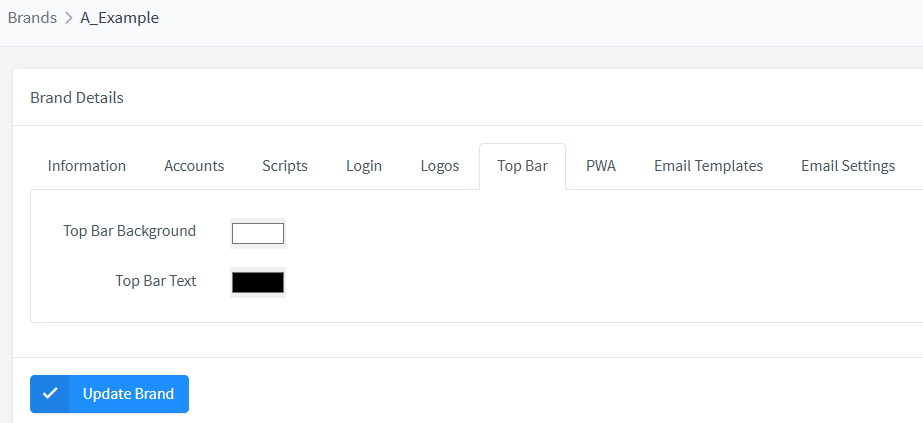 Brands > A_Example
Brand Details
Information Accounts Scripts Login Logos Top Bar PWA Email Templates Email Settings
Top Bar Background
Top Bar Text
Update Brand